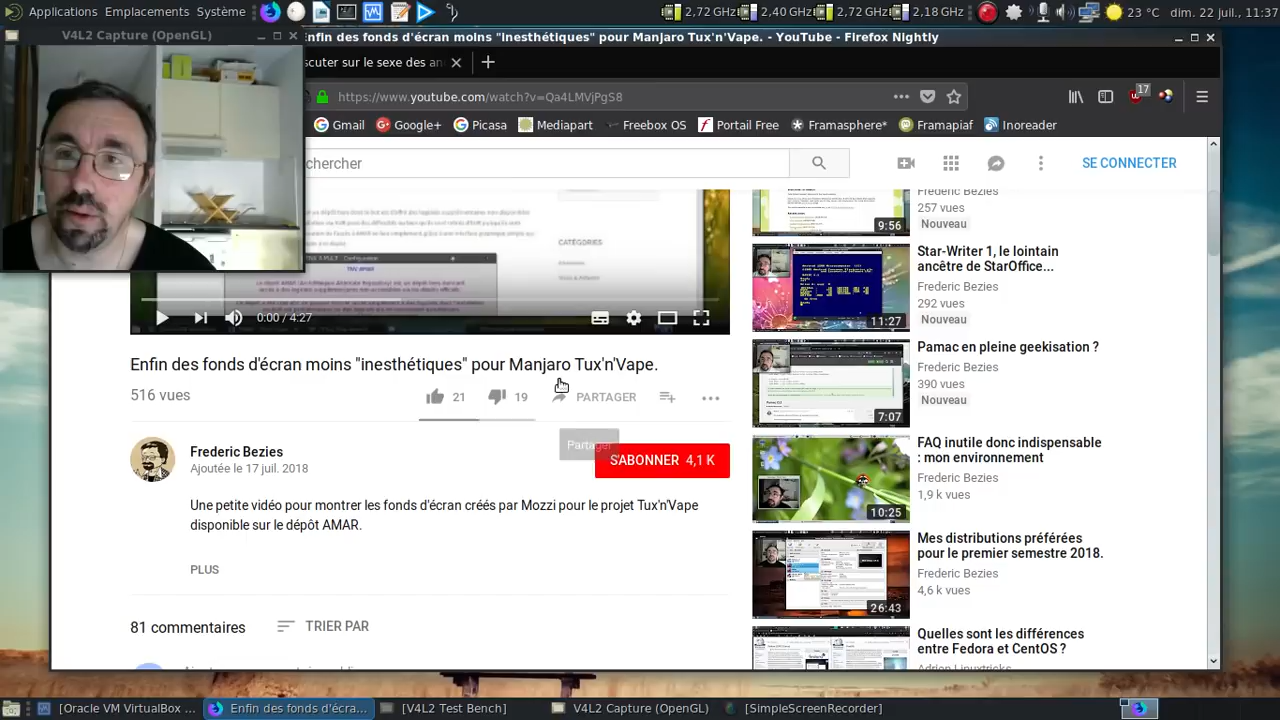 Applications Emplacements Système
2,72 GHz 2,40 GHz 2,72 GHz 2,18 GHz 23 °C dim. 22 juil., 11:37
V4L2 Capture (OpenGL)
Enfin des fonds d'écran moins "inesthétiques" pour Manjaro Tux'n'Vape. - YouTube - Firefox Nightly
scuter sur le sexe des an
https://www.youtube.com/watch?v=Qa4LMVjPgS8
17
Gmail Google+ Picasa Mediapart Freebox OS Portail Free Framasphere* Framapiaf Inoreader
chercher
SE CONNECTER
CATÉGORIES
0:00 / 4:27
Enfin des fonds d'écran moins "inesthétiques" pour Manjaro Tux'n'Vape.
516 vues
21 19 PARTAGER
Partager
Frederic Bezies
Ajoutée le 17 juil. 2018
S'ABONNER 4,1 K
Une petite vidéo pour montrer les fonds d'écran créés par Mozzi pour le projet Tux'n'Vape
disponible sur le dépôt AMAR.
PLUS
81 commentaires
TRIER PAR
Frederic Bezies
257 vues
Nouveau
9:56
Star-Writer 1, le lointain
ancêtre de StarOffice...
Frederic Bezies
292 vues
Nouveau
11:27
Pamac en pleine geekisation ?
Frederic Bezies
390 vues
Nouveau
7:07
FAQ inutile donc indispensable
: mon environnement
Frederic Bezies
1,9 k vues
10:25
Mes distributions préférées
pour le premier semestre 2018.
Frederic Bezies
4,6 k vues
26:43
Quelles sont les différences
entre Fedora et CentOS ?
Adrien Linuxtricks
[Oracle VM VirtualBox ... Enfin des fonds d'écra... [V4L2 Test Bench] V4L2 Capture (OpenGL) [SimpleScreenRecorder]